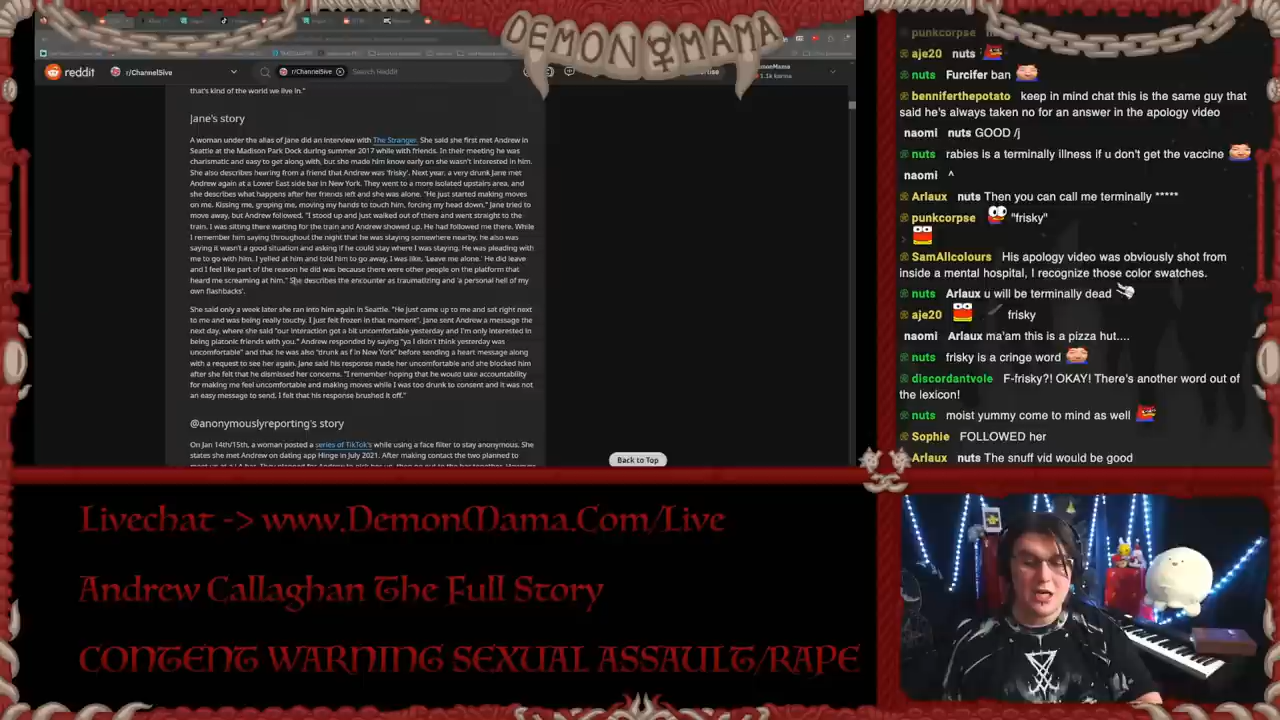 DEMON MAMA
reddit
r/Channel5ive
r/Channel5ive
Search Reddit
DemonMama
1.1k karma
that's kind of the world we live in."
Jane's story
A woman under the alias of Jane did an interview with The Stranger. She said she first met Andrew in
Seattle at the Madison Park Dock during summer 2017 while with friends. In their meeting he was
charismatic and easy to get along with, but she made him know early on she wasn't interested in him.
She also describes hearing from a friend that Andrew was 'frisky'. Next year, a very drunk Jane met
Andrew again at a Lower East side bar in New York. They went to a more isolated upstairs area, and
she describes what happens after her friends left and she was alone. "He just started making moves
on me. Kissing me, groping me, moving my hands to touch him, forcing my head down." Jane tried to
move away, but Andrew followed. "I stood up and just walked out of there and went straight to the
train. I was sitting there waiting for the train and Andrew showed up. He had followed me there. While
I remember him saying throughout the night that he was staying somewhere nearby, he also was
saying it wasn't a good situation and asking if he could stay where I was staying. He was pleading with
me to go with him. I yelled at him and told him to go away, I was like, 'Leave me alone.' He did leave
and I feel like part of the reason he did was because there were other people on the platform that
heard me screaming at him." She describes the encounter as traumatizing and 'a personal hell of my
own flashbacks'.
She said only a week later she ran into him again in Seattle. "He just came up to me and sat right next
to me and was being really touchy. I just felt frozen in that moment". Jane sent Andrew a message the
next day, where she said "our interaction got a bit uncomfortable yesterday and I'm only interested in
being platonic friends with you." Andrew responded by saying "ya I didn't think yesterday was
uncomfortable" and that he was also "drunk as f in New York" before sending a heart message along
with a request to see her again. Jane said his response made her uncomfortable and she blocked him
after she felt that he dismissed her concerns. "I remember hoping that he would take accountability
for making me feel uncomfortable and making moves while I was too drunk to consent and it was not
an easy message to send. I felt that his response brushed it off."
@anonymouslyreporting's story
On Jan 14th/15th, a woman posted a series of TikTok's while using a face filter to stay anonymous. She
states she met Andrew on dating app Hinge in July 2021. After making contact the two planned to
Back to Top
punkcorpse
aje20 nuts
nuts Furcifer ban
benniferthepotato keep in mind chat this is the same guy that
said he's always taken no for an answer in the apology video
naomi nuts GOOD /j
nuts rabies is a terminally illness if u don't get the vaccine
naomi ^
Arlaux nuts Then you can call me terminally *****
punkcorpse "frisky"
SamAllcolours His apology video was obviously shot from
inside a mental hospital, I recognize those color swatches.
nuts Arlaux u will be terminally dead
aje20 frisky
naomi Arlaux ma'am this is a pizza hut....
nuts frisky is a cringe word
discordantvole F-frisky?! OKAY! There's another word out of
the lexicon!
nuts moist yummy come to mind as well
Sophie FOLLOWED her
Arlaux nuts The snuff vid would be good
Livechat -> www.DemonMama.Com/Live
Andrew Callaghan The Full Story
CONTENT WARNING SEXUAL ASSAULT/RAPE